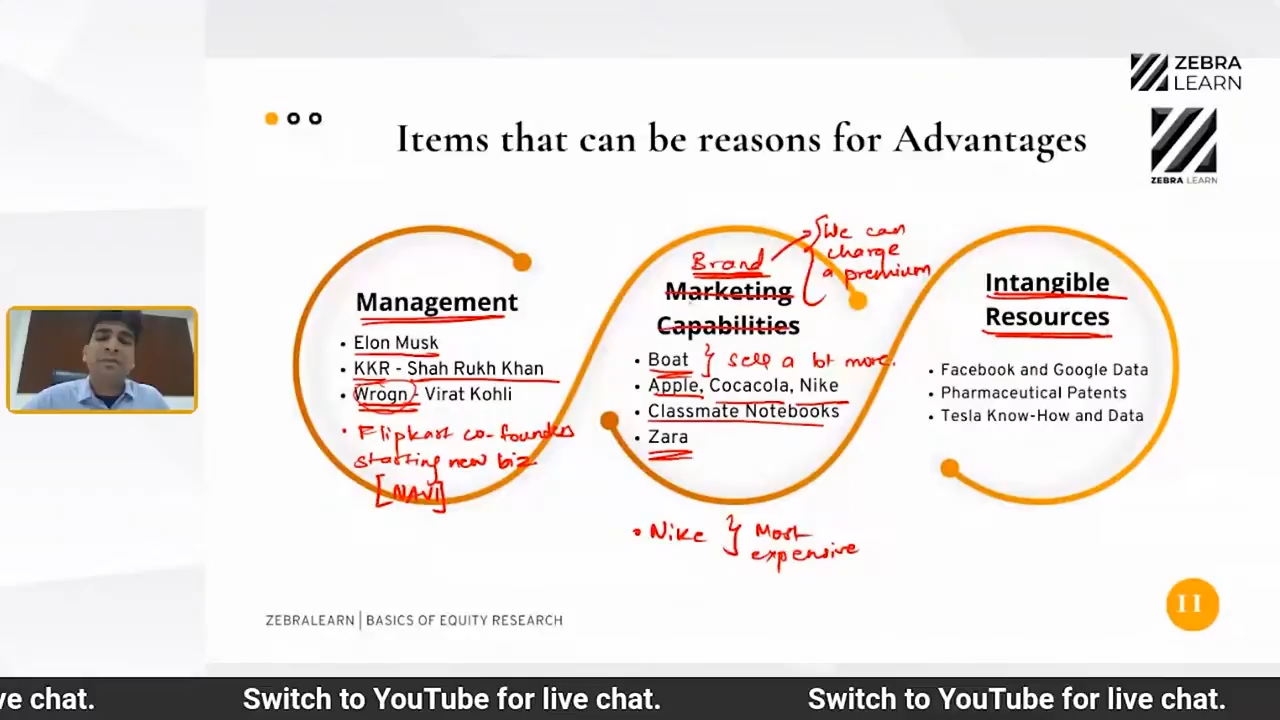 ZEBRA
LEARN
ZEBRA LEARN
Items that can be reasons for Advantages
Management
• Elon Musk
• KKR - Shah Rukh Khan
• Wrogn - Virat Kohli
• Flipkart co-founders
starting new biz
[NAVI]
Brand
We can
charge
a premium
Marketing
Capabilities
• Boat } sell a lot more.
• Apple, Cocacola, Nike
• Classmate Notebooks
• Zara
• Nike } Most
expensive
Intangible
Resources
• Facebook and Google Data
• Pharmaceutical Patents
• Tesla Know-How and Data
ZEBRALEARN | BASICS OF EQUITY RESEARCH
11
ve chat. Switch to YouTube for live chat. Switch to YouTube for live chat.